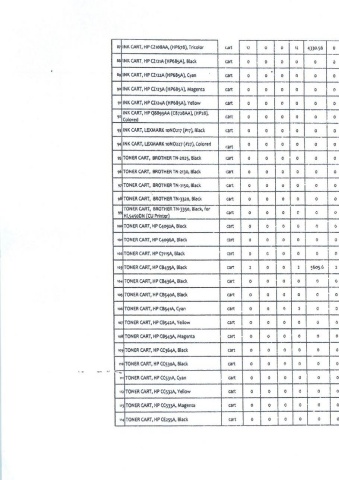 87 INK CART, HP CZ108AA, (HP678), Tricolor cart 12 0 0 12 4330.56 0
88 INK CART, HP CZ121A (HP685A), Black cart 0 0 0 0 0 0
89 INK CART, HP CZ122A (HP685A), Cyan cart 0 0 0 0 0 0
90 INK CART, HP CZ123A (HP685A), Magenta cart 0 0 0 0 0 0
91 INK CART, HP CZ124A (HP685A), Yellow cart 0 0 0 0 0 0
92 INK CART, HP (HP28),
Colored cart 0 0 0 0 0 0
93 INK CART, LEXMARK 10N0217 (#17), Black cart 0 0 0 0 0 0
94 INK CART, LEXMARK 10N0227 (#27), Colored cart 0 0 0 0 0 0
95 TONER CART, BROTHER TN-2025, Black cart 0 0 0 0 0 0
96 TONER CART, BROTHER TN-2130, Black cart 0 0 0 0 0 0
97 TONER CART, BROTHER TN-2150, Black cart 0 0 0 0 0 0
98 TONER CART, BROTHER TN-3320, Black cart 0 0 0 0 0 0
99 TONER CART, BROTHER TN-3350, Black, for
HL5450DN (CU Printer) cart 0 0 0 0 0 0
100 TONER CART, HP C4092A, Black cart 0 0 0 0 0 0
101 TONER CART, HP C4096A, Black cart 0 0 0 0 0 0
102 TONER CART, HP C7115A, Black cart 0 0 0 0 0 0
103 TONER CART, HP CB435A, Black cart 2 0 0 2 5605.6 2
104 TONER CART, HP CB436A, Black cart 0 0 0 0 0 0
105 TONER CART, HP CB540A, Black cart 0 0 0 0 0 0
106 TONER CART, HP CB541A, Cyan cart 0 0 0 0 0
107 TONER CART, HP CB542A, Yellow cart 0 0 0 0 0 0
108 TONER CART, HP CB543A, Magenta cart 0 0 0 0 0 0
109 TONER CART, HP CC364A, Black cart 0 0 0 0 0 0
110 TONER CART, HP CC530A, Black cart 0 0 0 0 0 0
111 TONER CART, HP CC531A, Cyan cart 0 0 0 0 0 0
112 TONER CART, HP CC532A, Yellow cart 0 0 0 0 0 0
113 TONER CART, HP CC533A, Magenta cart 0 0 0 0 0 0
114 TONER CART, HP CE255A, Black cart 0 0 0 0 0 0